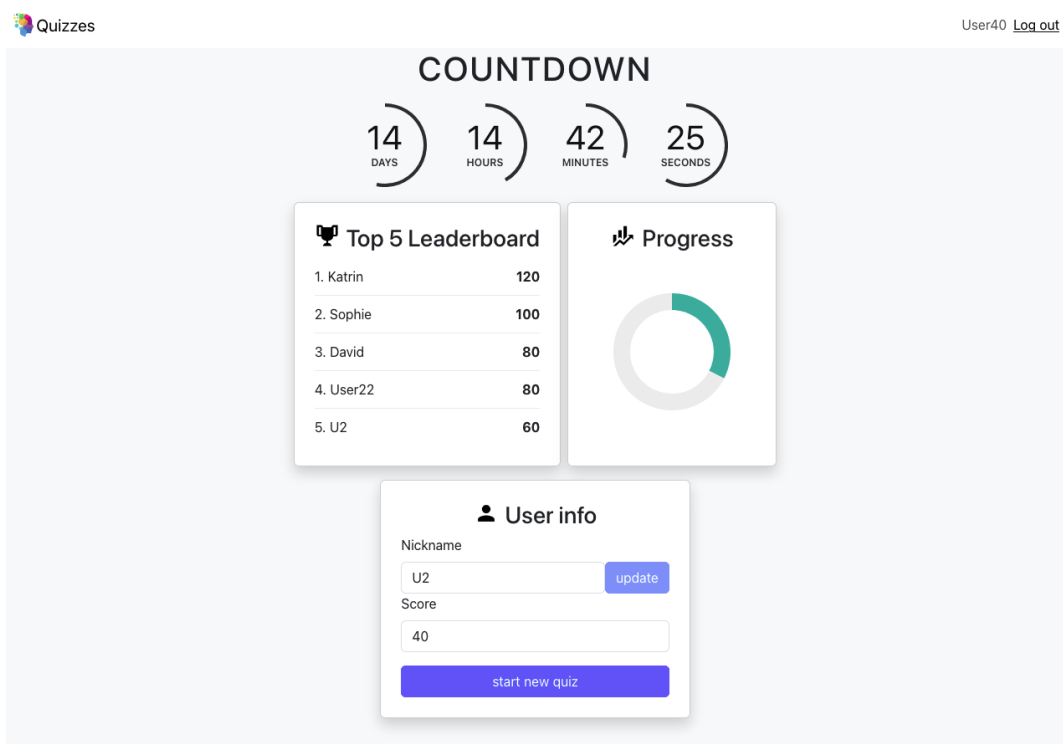 Quizzes
User40 Log out
COUNTDOWN
14 14 42 25
DAYS HOURS MINUTES SECONDS
Top 5 Leaderboard
1. Katrin 120
2. Sophie 100
3. David 80
4. User22 80
5. U2 60
Progress
User info
Nickname
U2 update
Score
40
start new quiz